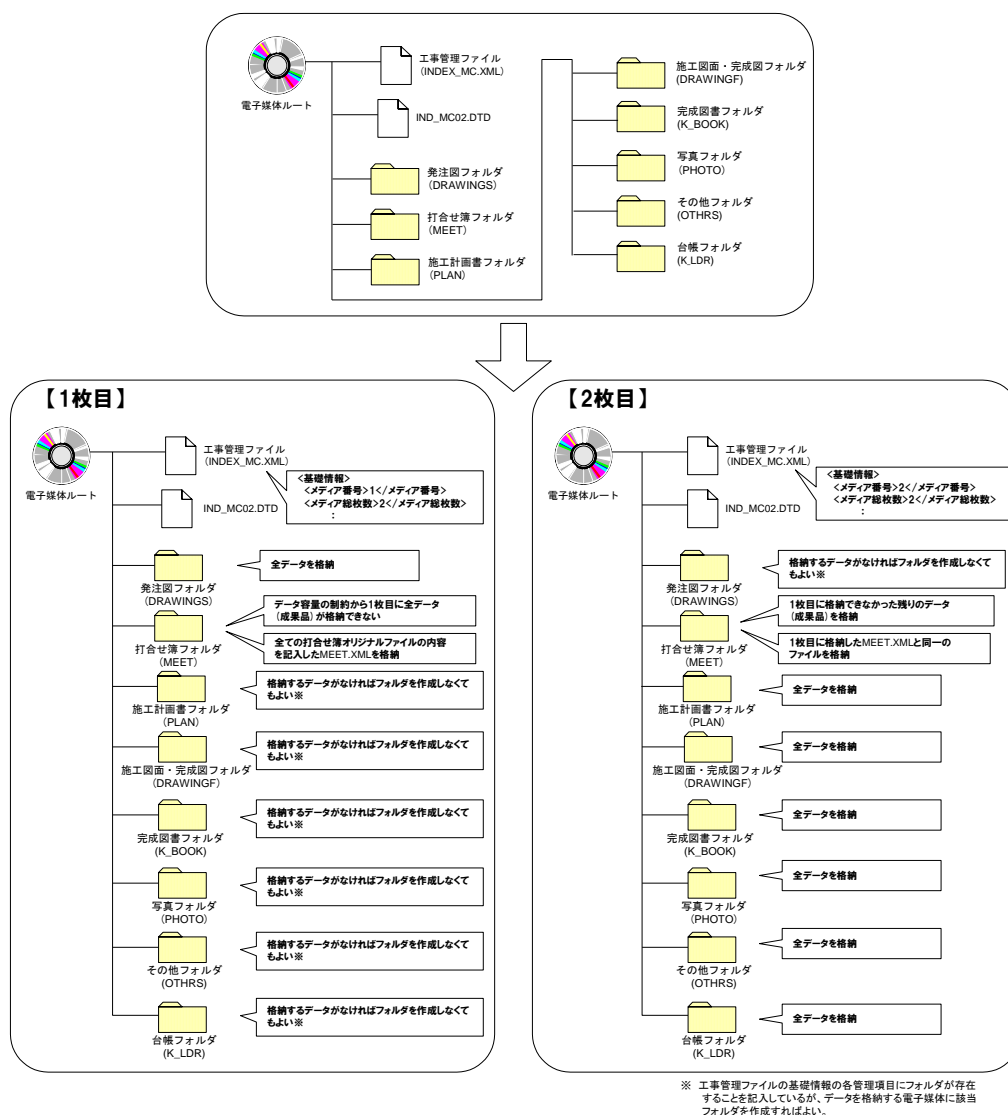 電子媒体ルート
工事管理ファイル
(INDEX_MC.XML)
IND_MC02.DTD
発注図フォルダ
(DRAWINGS)
打合せ簿フォルダ
(MEET)
施工計画書フォルダ
(PLAN)
施工図面・完成図フォルダ
(DRAWINGF)
完成図書フォルダ
(K_BOOK)
写真フォルダ
(PHOTO)
その他フォルダ
(OTHRS)
台帳フォルダ
(K_LDR)
【1枚目】
電子媒体ルート
工事管理ファイル
(INDEX_MC.XML)
<基礎情報>
<メディア番号>1</メディア番号>
<メディア総枚数>2</メディア総枚数>
:
IND_MC02.DTD
発注図フォルダ
(DRAWINGS)
全データを格納
打合せ簿フォルダ
(MEET)
データ容量の制約から1枚目に全データ
(成果品)が格納できない
全ての打合せ簿オリジナルファイルの内容
を記入したMEET.XMLを格納
施工計画書フォルダ
(PLAN)
格納するデータがなければフォルダを作成しなくて
もよい※
施工図面・完成図フォルダ
(DRAWINGF)
格納するデータがなければフォルダを作成しなくて
もよい※
完成図書フォルダ
(K_BOOK)
格納するデータがなければフォルダを作成しなくて
もよい※
写真フォルダ
(PHOTO)
格納するデータがなければフォルダを作成しなくて
もよい※
その他フォルダ
(OTHRS)
格納するデータがなければフォルダを作成しなくて
もよい※
台帳フォルダ
(K_LDR)
格納するデータがなければフォルダを作成しなくて
もよい※
【2枚目】
電子媒体ルート
工事管理ファイル
(INDEX_MC.XML)
<基礎情報>
<メディア番号>2</メディア番号>
<メディア総枚数>2</メディア総枚数>
:
IND_MC02.DTD
発注図フォルダ
(DRAWINGS)
格納するデータがなければフォルダを作成しなくて
もよい※
打合せ簿フォルダ
(MEET)
1枚目に格納できなかった残りのデータ
(成果品)を格納
1枚目に格納したMEET.XMLと同一の
ファイルを格納
施工計画書フォルダ
(PLAN)
全データを格納
施工図面・完成図フォルダ
(DRAWINGF)
全データを格納
完成図書フォルダ
(K_BOOK)
全データを格納
写真フォルダ
(PHOTO)
全データを格納
その他フォルダ
(OTHRS)
全データを格納
台帳フォルダ
(K_LDR)
全データを格納
※ 工事管理ファイルの基礎情報の各管理項目にフォルダが存在
することを記入しているが、データを格納する電子媒体に該当
フォルダを作成すればよい。